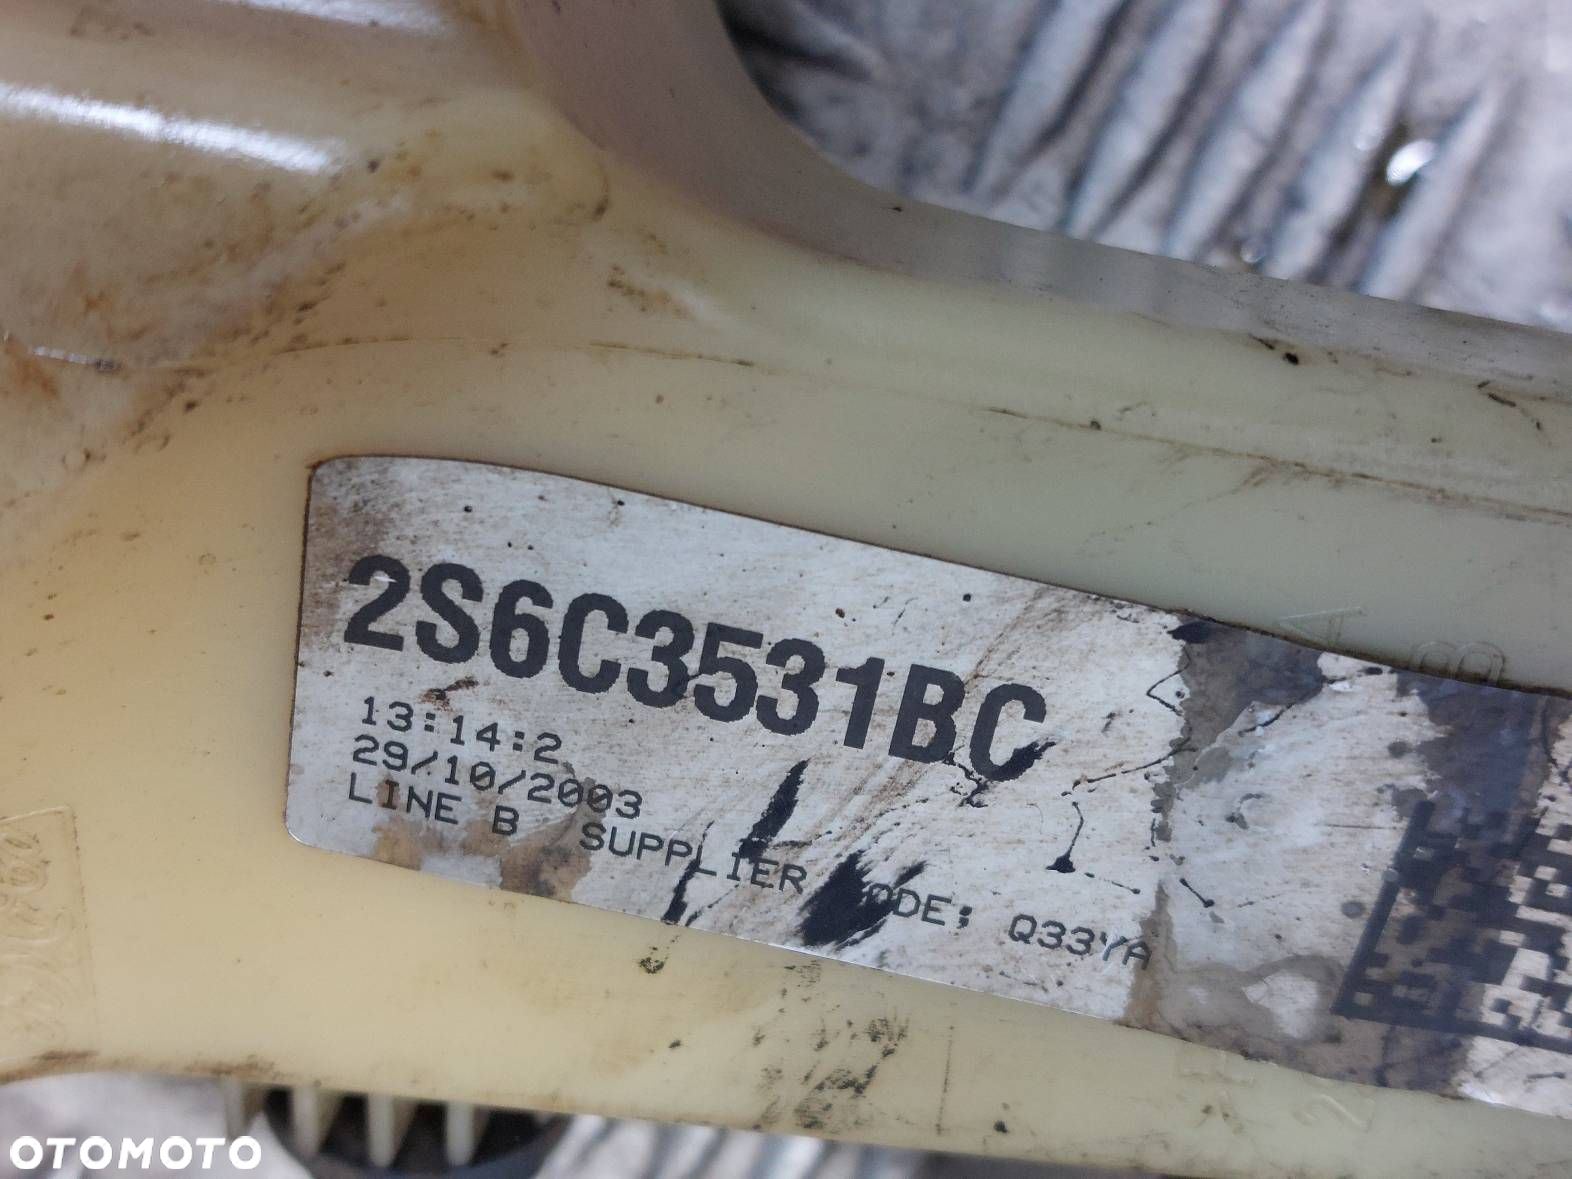 2S6C3531BC
13:14:2
29/10/2003
LINE B SUPPLIER CODE; Q33YA
OTOMOTO